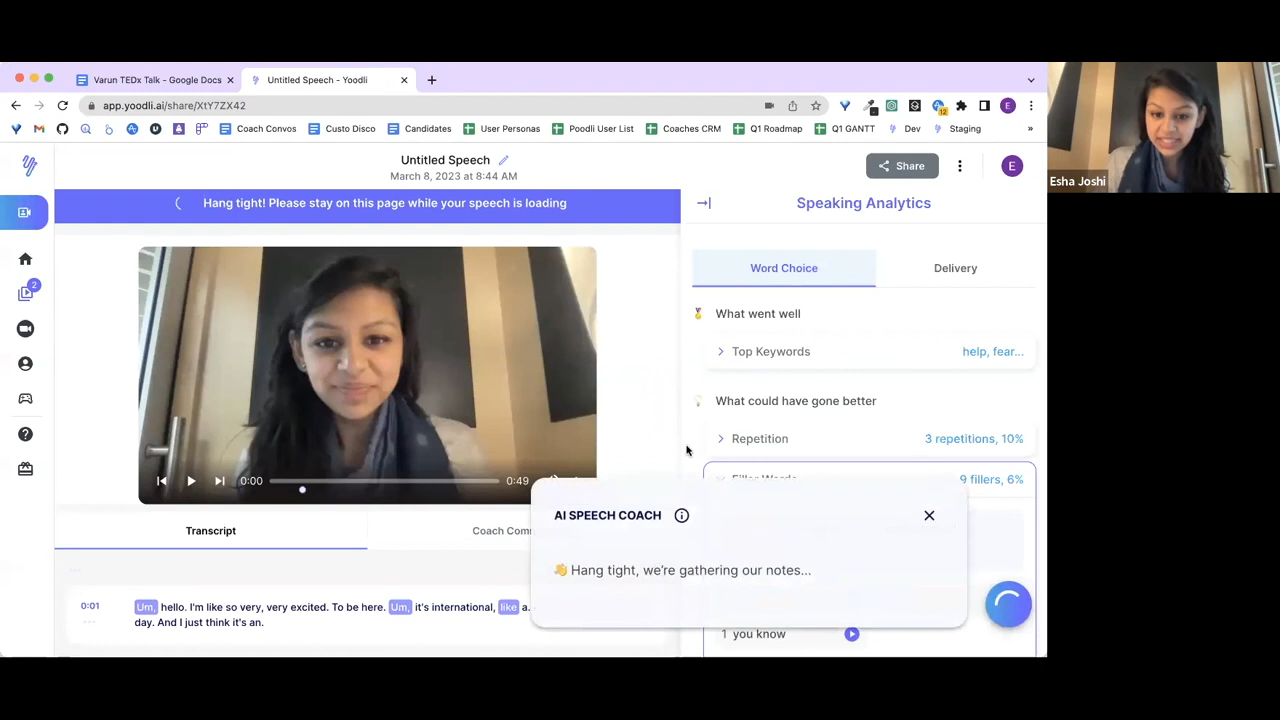 Varun TEDx Talk - Google Docs
Untitled Speech - Yoodli
app.yoodli.ai/share/XtY7ZX42
12
E
Coach Convos
Custo Disco
Candidates
User Personas
Poodli User List
Coaches CRM
Q1 Roadmap
Q1 GANTT
Dev
Staging
»
Esha Joshi
Untitled Speech
March 8, 2023 at 8:44 AM
Share
E
Hang tight! Please stay on this page while your speech is loading
Speaking Analytics
Word Choice
Delivery
2
What went well
Top Keywords
help, fear...
What could have gone better
Repetition
3 repetitions, 10%
Filler Words
9 fillers, 6%
0:00
0:49
AI SPEECH COACH
👋 Hang tight, we're gathering our notes...
Transcript
Coach Com
0:01
Um, hello. I'm like so very, very excited. To be here. Um, it's international, like a.
day. And I just think it's an.
1 you know